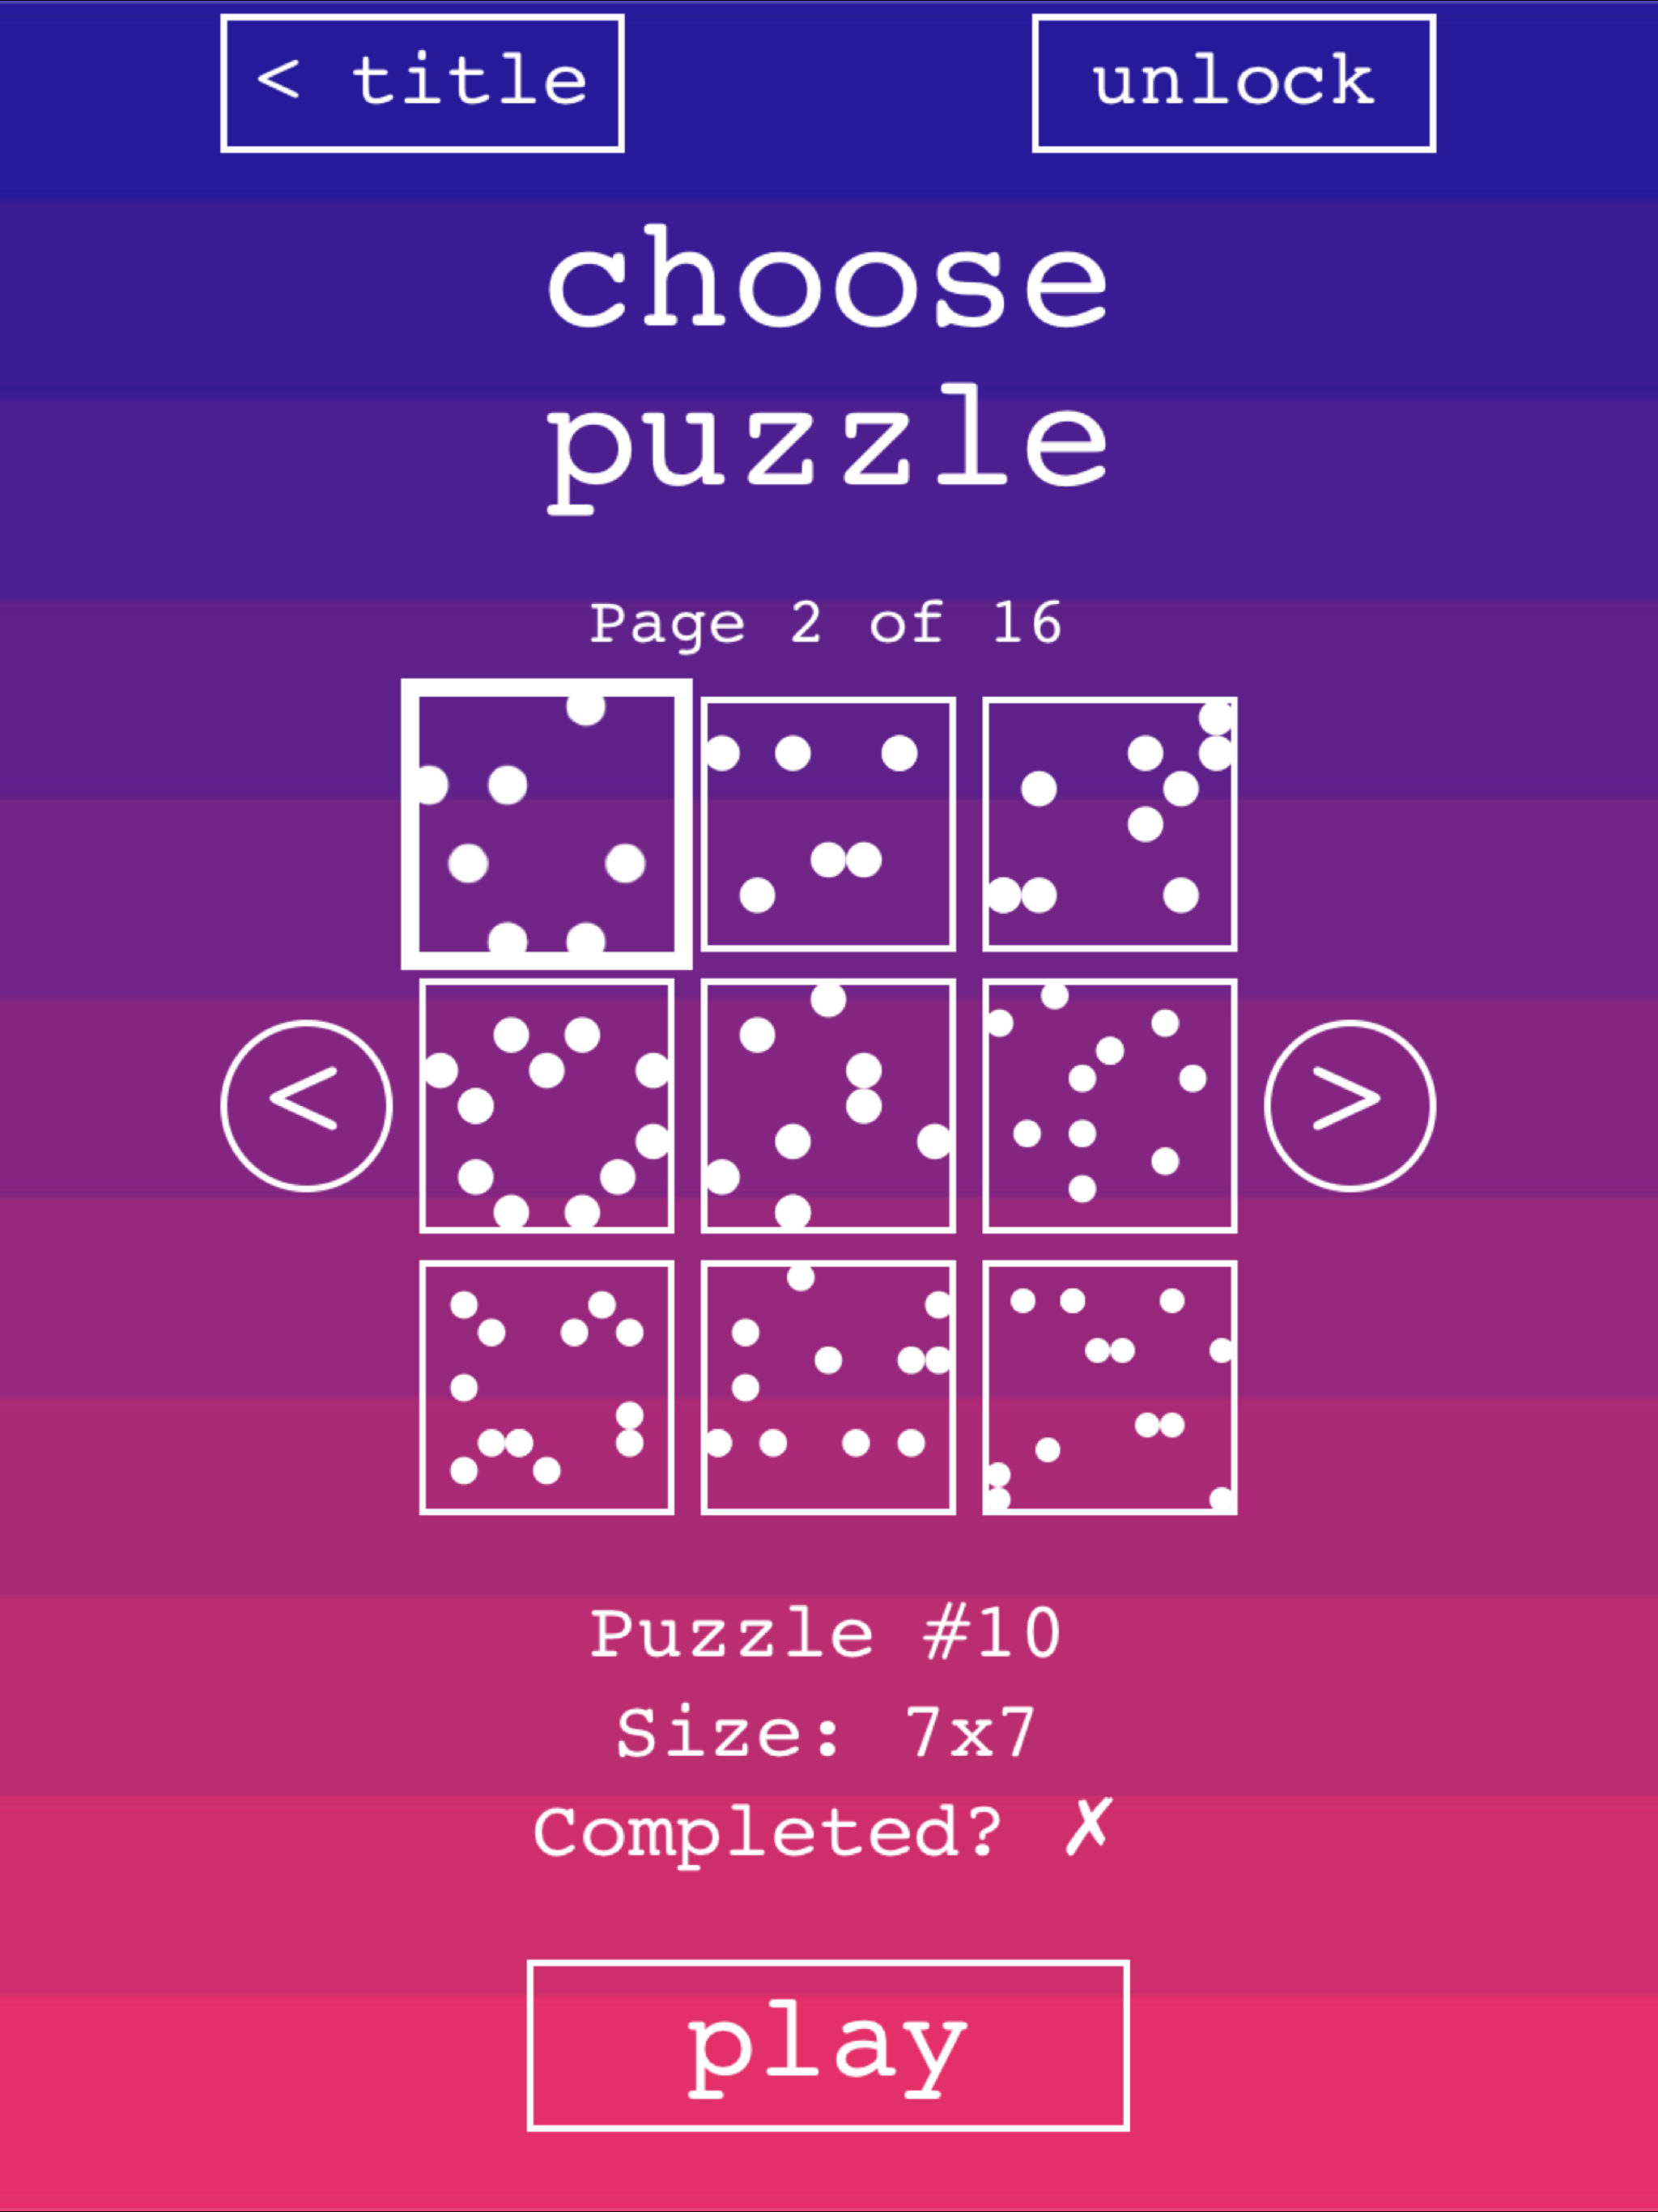 < title
unlock
choose
puzzle
Page 2 of 16
<
>
Puzzle #10
Size: 7x7
Completed? ✗
play